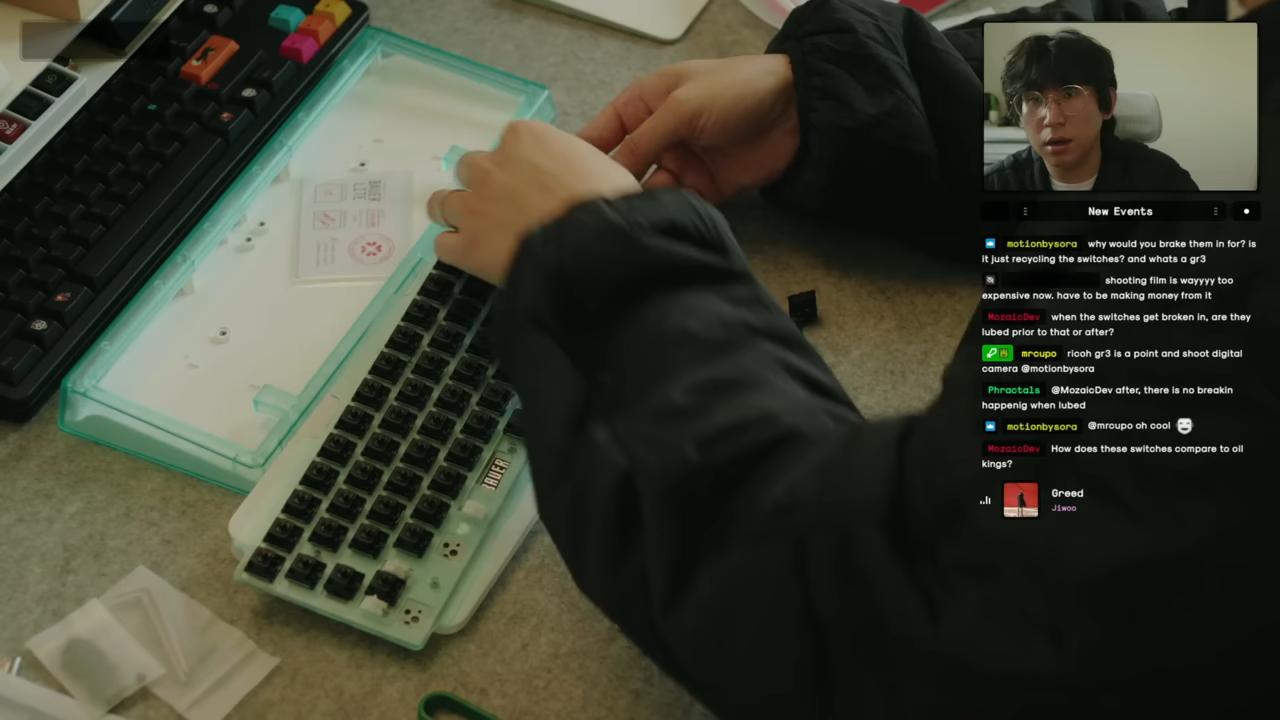 New Events
motionbysora why would you brake them in for? is
it just recycling the switches? and whats a gr3
shooting film is wayyyy too
expensive now. have to be making money from it
MozaicDev when the switches get broken in, are they
lubed prior to that or after?
mrcupo ricoh gr3 is a point and shoot digital
camera @motionbysora
Phractals @MozaicDev after, there is no breakin
happenig when lubed
motionbysora @mrcupo oh cool
MozaicDev How does these switches compare to oil
kings?
Greed
Jiwoo
BAUER
LITE